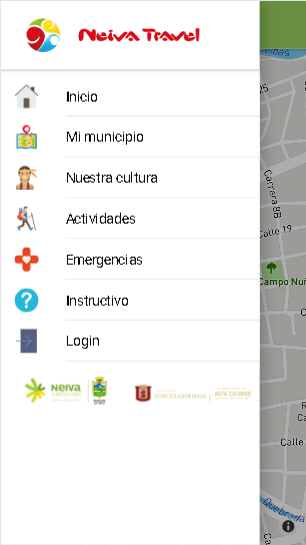 Neiva Travel
Inicio
Mi municipio
Nuestra cultura
Actividades
Emergencias
Instructivo
Login
NEIVA
SURCOLOMBIANA
ALTA CALIDAD
25
Carrera 8B
Calle 19
Campo Nu
Calle
Quebrada